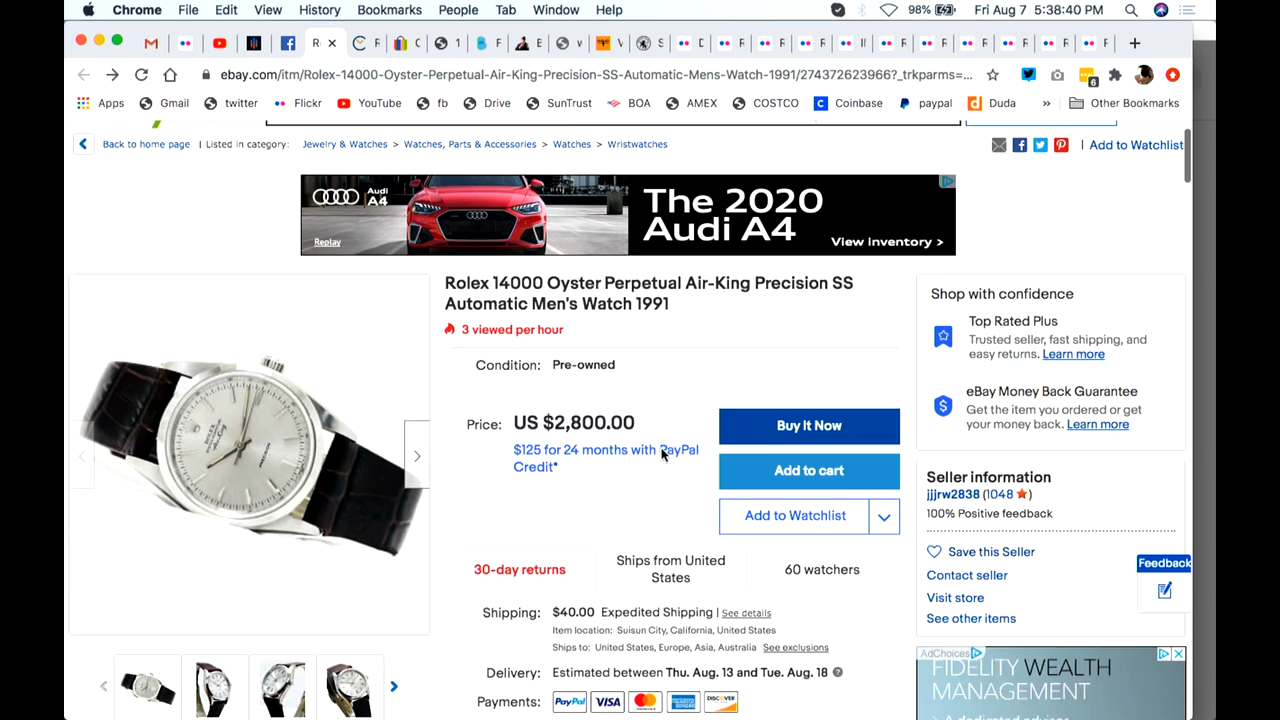 Chrome File Edit View History Bookmarks People Tab Window Help 98% Fri Aug 7 5:38:40 PM
ebay.com/itm/Rolex-14000-Oyster-Perpetual-Air-King-Precision-SS-Automatic-Mens-Watch-1991/274372623966?_trkparms=...
6
Apps Gmail twitter Flickr YouTube fb Drive SunTrust BOA AMEX COSTCO Coinbase paypal Duda » Other Bookmarks
Back to home page | Listed in category: Jewelry & Watches > Watches, Parts & Accessories > Watches > Wristwatches | Add to Watchlist
Audi A4
Replay
The 2020
Audi A4
View inventory >
Rolex 14000 Oyster Perpetual Air-King Precision SS
Automatic Men's Watch 1991
3 viewed per hour
Condition: Pre-owned
Price: US $2,800.00
$125 for 24 months with PayPal
Credit*
Buy It Now
Add to cart
Add to Watchlist
30-day returns
Ships from United
States
60 watchers
Shipping: $40.00 Expedited Shipping | See details
Item location: Suisun City, California, United States
Ships to: United States, Europe, Asia, Australia See exclusions
Delivery: Estimated between Thu. Aug. 13 and Tue. Aug. 18
Payments: PayPal VISA mastercard DISCOVER
Shop with confidence
Top Rated Plus
Trusted seller, fast shipping, and
easy returns. Learn more
eBay Money Back Guarantee
Get the item you ordered or get
your money back. Learn more
Seller information
jjjrw2838 (1048 )
100% Positive feedback
Save this Seller
Contact seller
Visit store
See other items
Feedback
AdChoices
FIDELITY WEALTH
MANAGEMENT